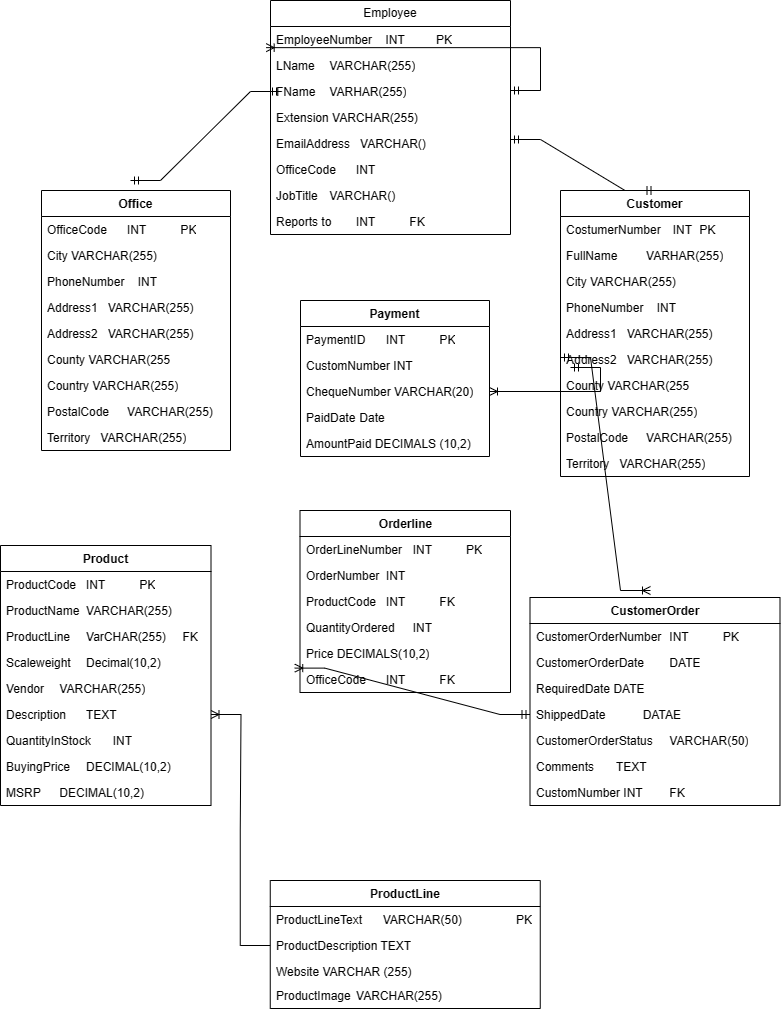 Employee
EmployeeNumber INT PK
LName VARCHAR(255)
FName VARHAR(255)
Extension VARCHAR(255)
EmailAddress VARCHAR()
OfficeCode INT
JobTitle VARCHAR()
Reports to INT FK
Office
OfficeCode INT PK
City VARCHAR(255)
PhoneNumber INT
Address1 VARCHAR(255)
Address2 VARCHAR(255)
County VARCHAR(255
Country VARCHAR(255)
PostalCode VARCHAR(255)
Territory VARCHAR(255)
Customer
CostumerNumber INT PK
FullName VARHAR(255)
City VARCHAR(255)
PhoneNumber INT
Address1 VARCHAR(255)
Address2 VARCHAR(255)
County VARCHAR(255
Country VARCHAR(255)
PostalCode VARCHAR(255)
Territory VARCHAR(255)
Payment
PaymentID INT PK
CustomNumber INT
ChequeNumber VARCHAR(20)
PaidDate Date
AmountPaid DECIMALS (10,2)
Orderline
OrderLineNumber INT PK
OrderNumber INT
ProductCode INT FK
QuantityOrdered INT
Price DECIMALS(10,2)
OfficeCode INT FK
Product
ProductCode INT PK
ProductName VARCHAR(255)
ProductLine VarCHAR(255) FK
Scaleweight Decimal(10,2)
Vendor VARCHAR(255)
Description TEXT
QuantityInStock INT
BuyingPrice DECIMAL(10,2)
MSRP DECIMAL(10,2)
CustomerOrder
CustomerOrderNumber INT PK
CustomerOrderDate DATE
RequiredDate DATE
ShippedDate DATAE
CustomerOrderStatus VARCHAR(50)
Comments TEXT
CustomNumber INT FK
ProductLine
ProductLineText VARCHAR(50) PK
ProductDescription TEXT
Website VARCHAR (255)
ProductImage VARCHAR(255)